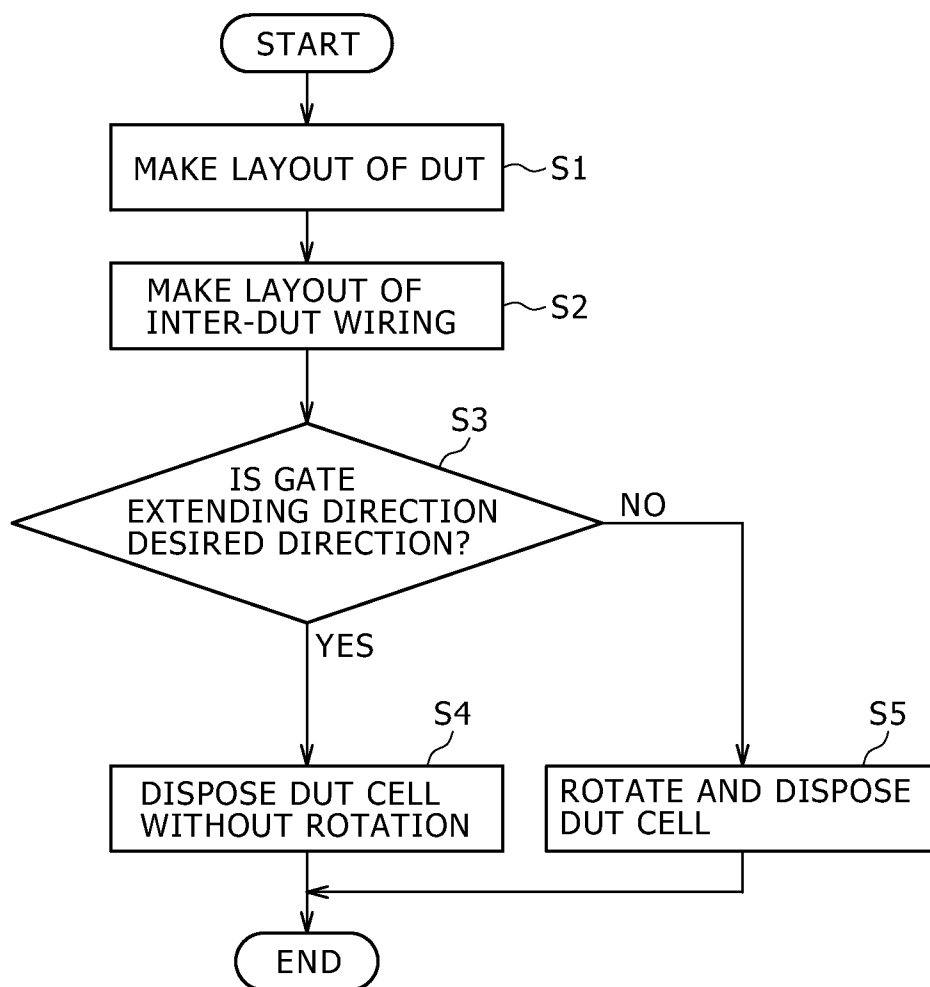 START
MAKE LAYOUT OF DUT
S1
MAKE LAYOUT OF
INTER-DUT WIRING
S2
S3
IS GATE
EXTENDING DIRECTION
DESIRED DIRECTION?
NO
YES
S4
DISPOSE DUT CELL
WITHOUT ROTATION
S5
ROTATE AND DISPOSE
DUT CELL
END